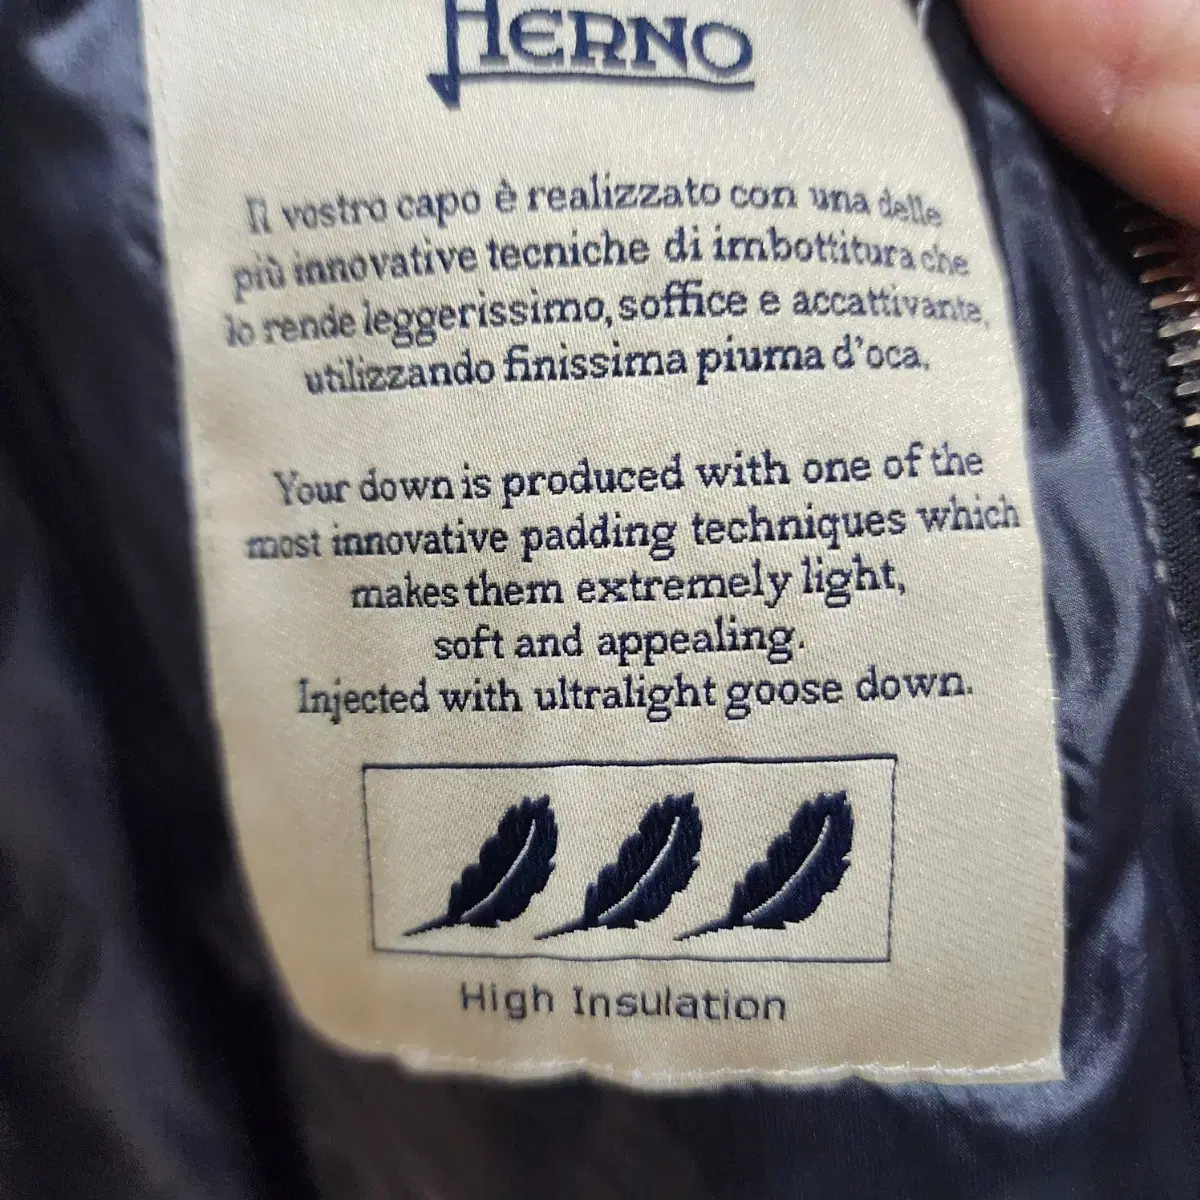 HERNO
Il vostro capo è realizzato con una delle
più innovative tecniche di imbottitura che
lo rende leggerissimo, soffice e accattivante,
utilizzando finissima piuma d'oca.
Your down is produced with one of the
most innovative padding techniques which
makes them extremely light,
soft and appealing.
Injected with ultralight goose down.
High Insulation